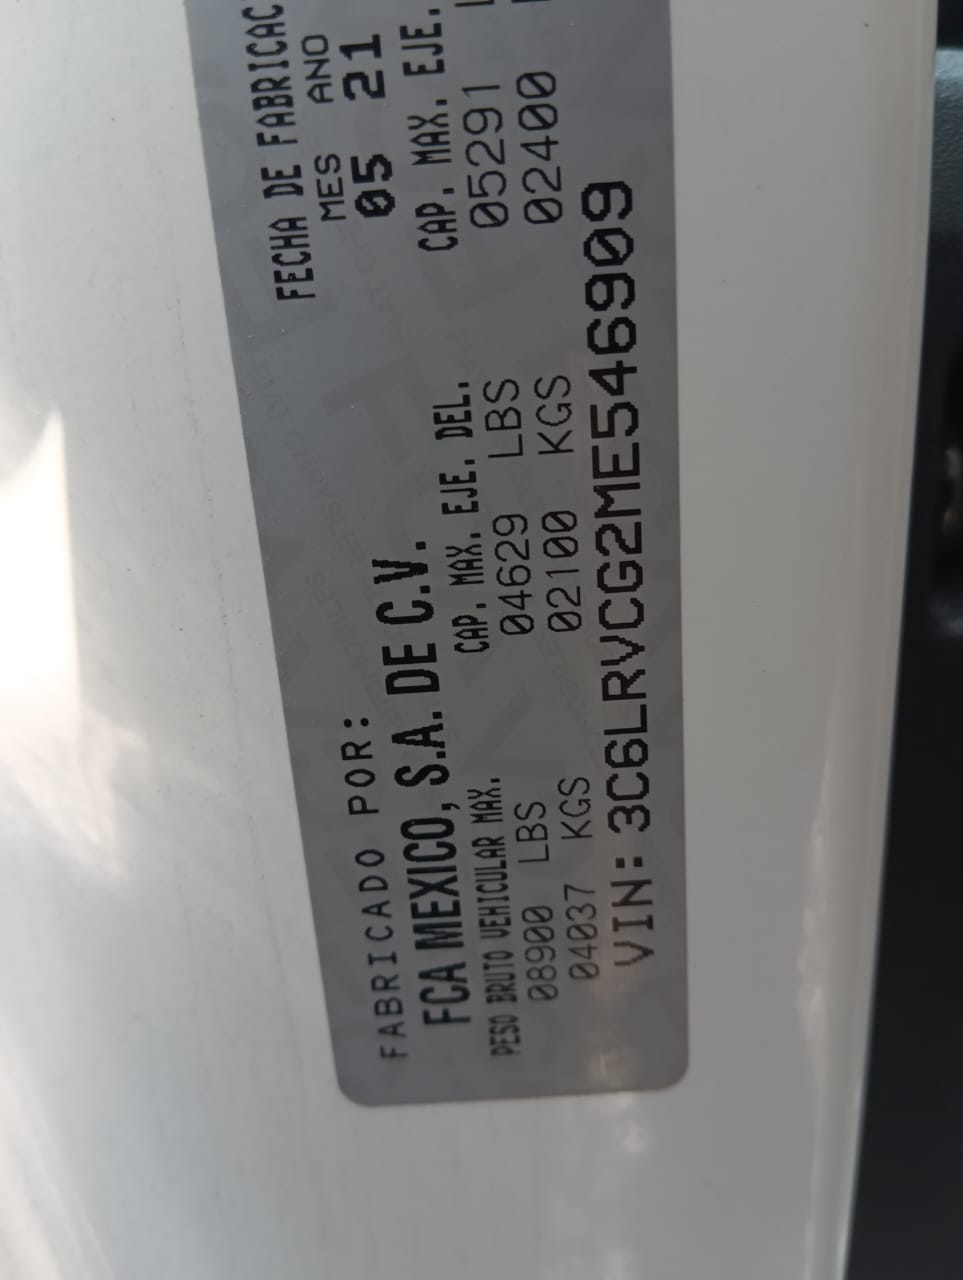 FABRICADO POR:
FECHA DE FABRICAC
MES ANO
FCA MEXICO, S.A. DE C.V.
05 21
PESO BRUTO VEHICULAR MAX.
CAP. MAX. EJE. DEL.
CAP. MAX. EJE.
08900 LBS
04629 LBS
05291 L
04037 KGS
02100 KGS
02400
VIN: 3C6LRVCG2ME546909